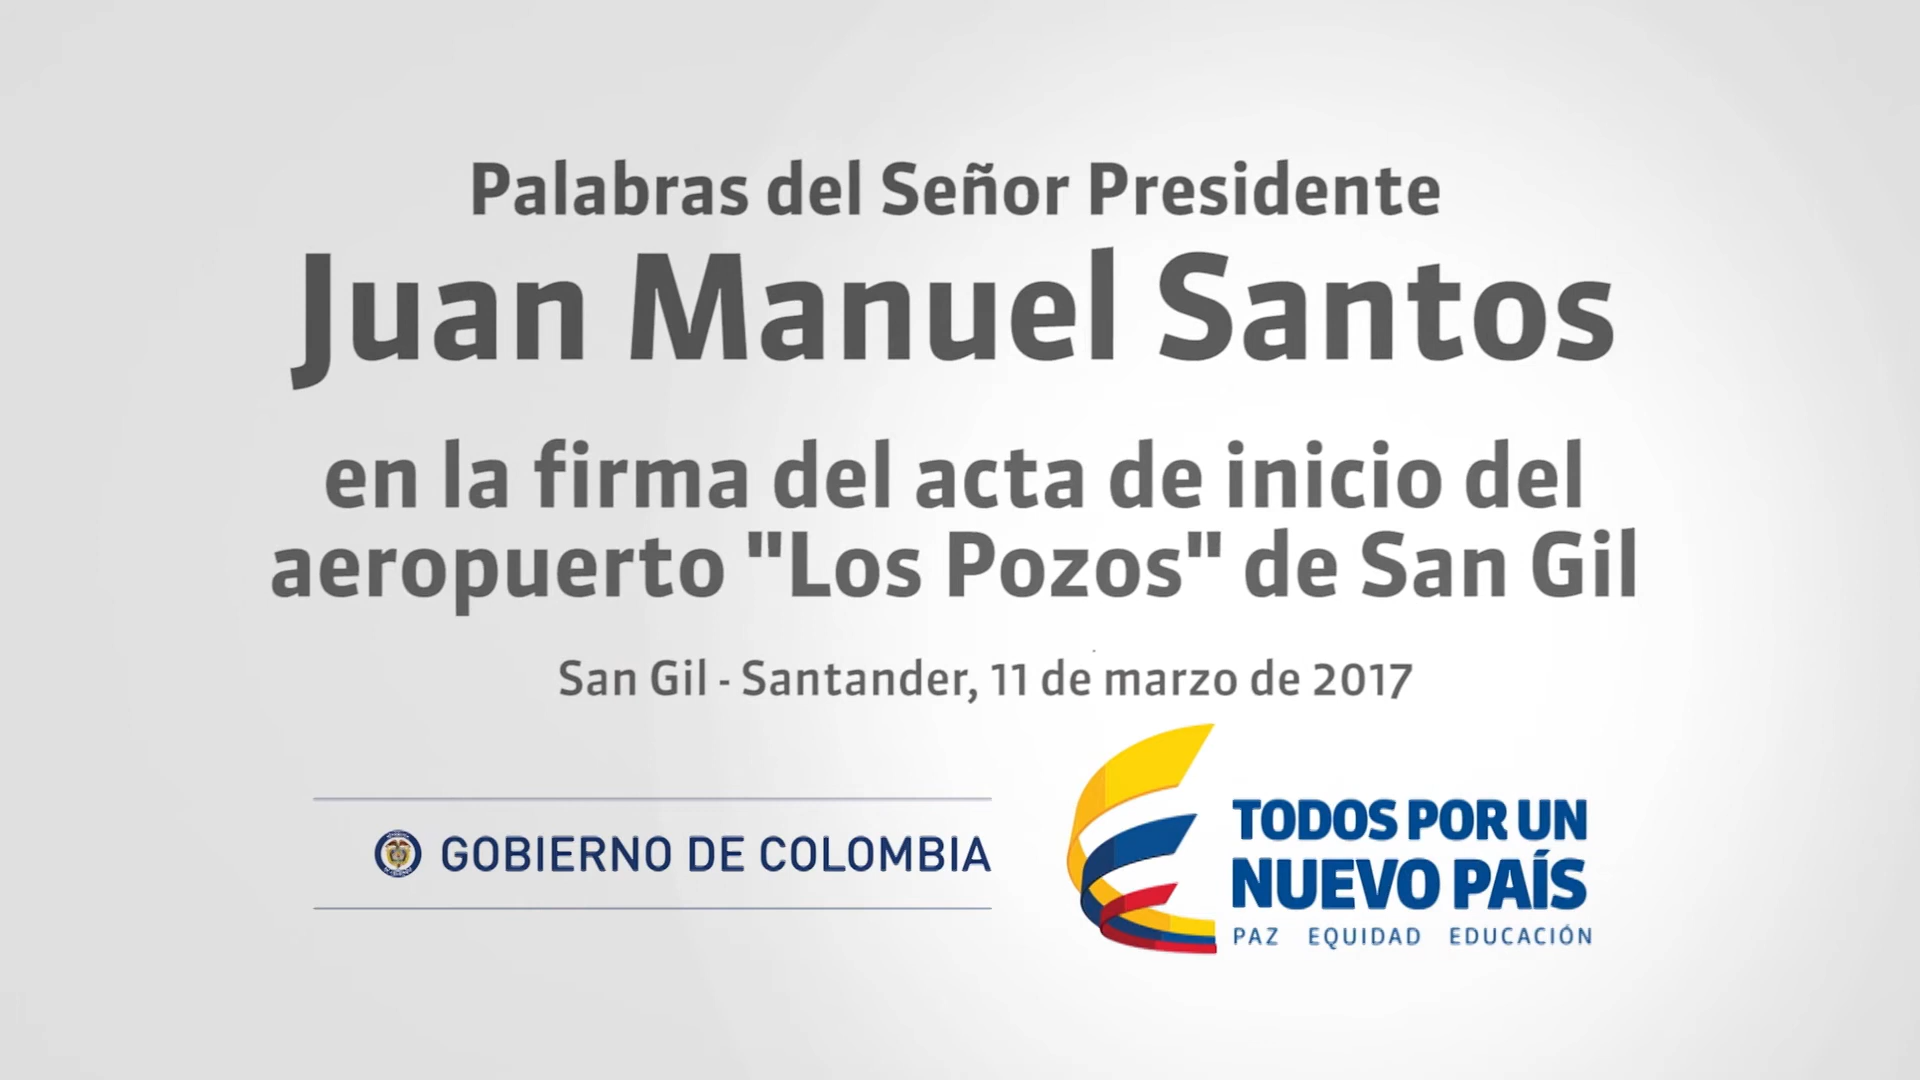 Palabras del Señor Presidente
Juan Manuel Santos
en la firma del acta de inicio del
aeropuerto "Los Pozos" de San Gil
San Gil - Santander, 11 de marzo de 2017
GOBIERNO DE COLOMBIA
TODOS POR UN
NUEVO PAÍS
PAZ EQUIDAD EDUCACIÓN